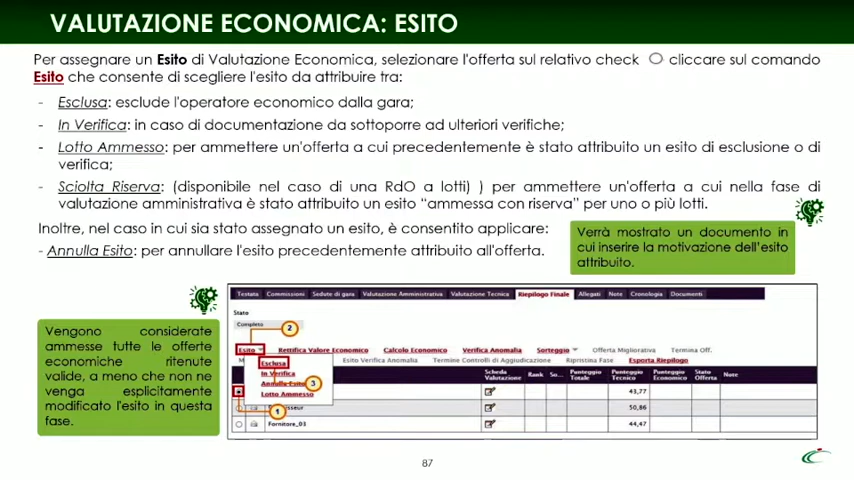 VALUTAZIONE ECONOMICA: ESITO
Per assegnare un Esito di Valutazione Economica, selezionare l'offerta sul relativo check cliccare sul comando
Esito che consente di scegliere l'esito da attribuire tra:
- Esclusa: esclude l'operatore economico dalla gara;
- In Verifica: in caso di documentazione da sottoporre ad ulteriori verifiche;
- Lotto Ammesso: per ammettere un'offerta a cui precedentemente è stato attribuito un esito di esclusione o di
verifica;
- Sciolta Riserva: (disponibile nel caso di una RdO a lotti) ) per ammettere un'offerta a cui nella fase di
valutazione amministrativa è stato attribuito un esito "ammessa con riserva" per uno o più lotti.
Inoltre, nel caso in cui sia stato assegnato un esito, è consentito applicare:
- Annulla Esito: per annullare l'esito precedentemente attribuito all'offerta.
Verrà mostrato un documento in
cui inserire la motivazione dell'esito
attribuito.
Vengono considerate
ammesse tutte le offerte
economiche ritenute
valide, a meno che non ne
venga esplicitamente
modificato l'esito in questa
fase.
Testata Commissioni Sedute di gara Valutazione Amministrativa Valutazione Tecnica Riepilogo Finale Allegati Note Cronologia Documenti
Stato
Completo
2
Esito Rettifica Valore Economico Calcolo Economico Verifica Anomalia Sorteggio Offerta Migliorativa Termina Off.
Esito Verifica Anomalia Termine Controlli di Aggiudicazione Ripristina Fase Esporta Riepilogo
Esclusa
In Verifica
Annulla Esito 3
Lotto Ammesso
1
Scheda Valutazione Rank So... Punteggio Totale Punteggio Tecnico Punteggio Economico Stato Offerta Note
43,77
50,86
Fornitore_03 44,47
87